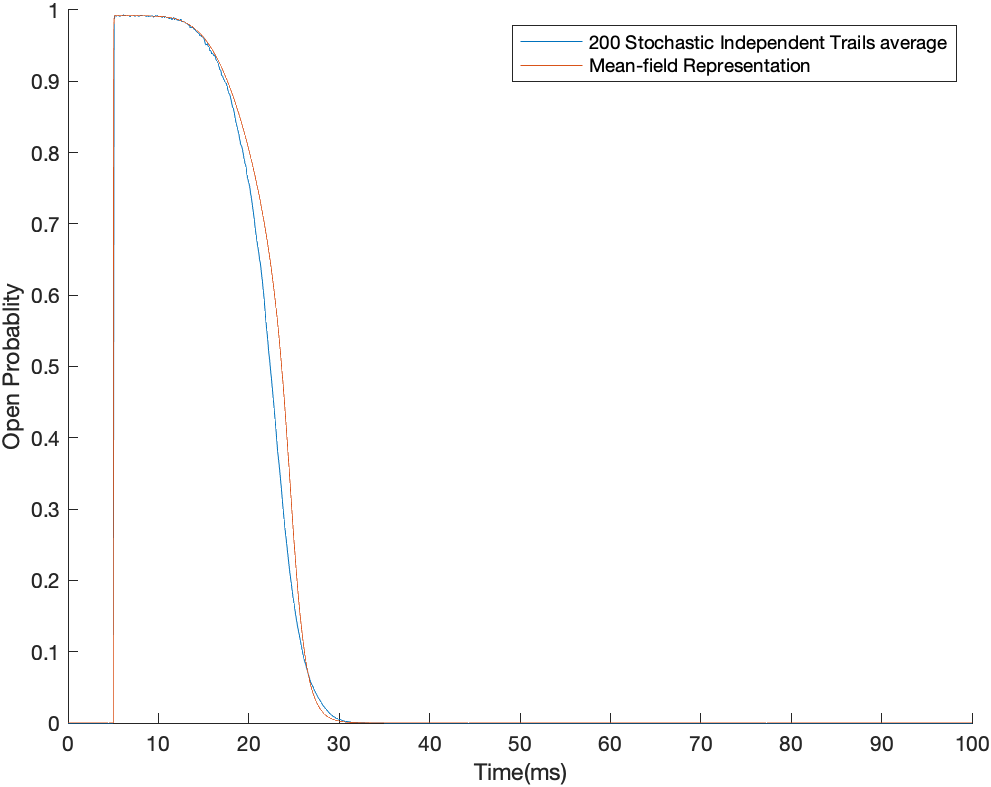 200 Stochastic Independent Trails average
Mean-field Representation
Open Probablity
1
0.9
0.8
0.7
0.6
0.5
0.4
0.3
0.2
0.1
0
0 10 20 30 40 50 60 70 80 90 100
Time(ms)